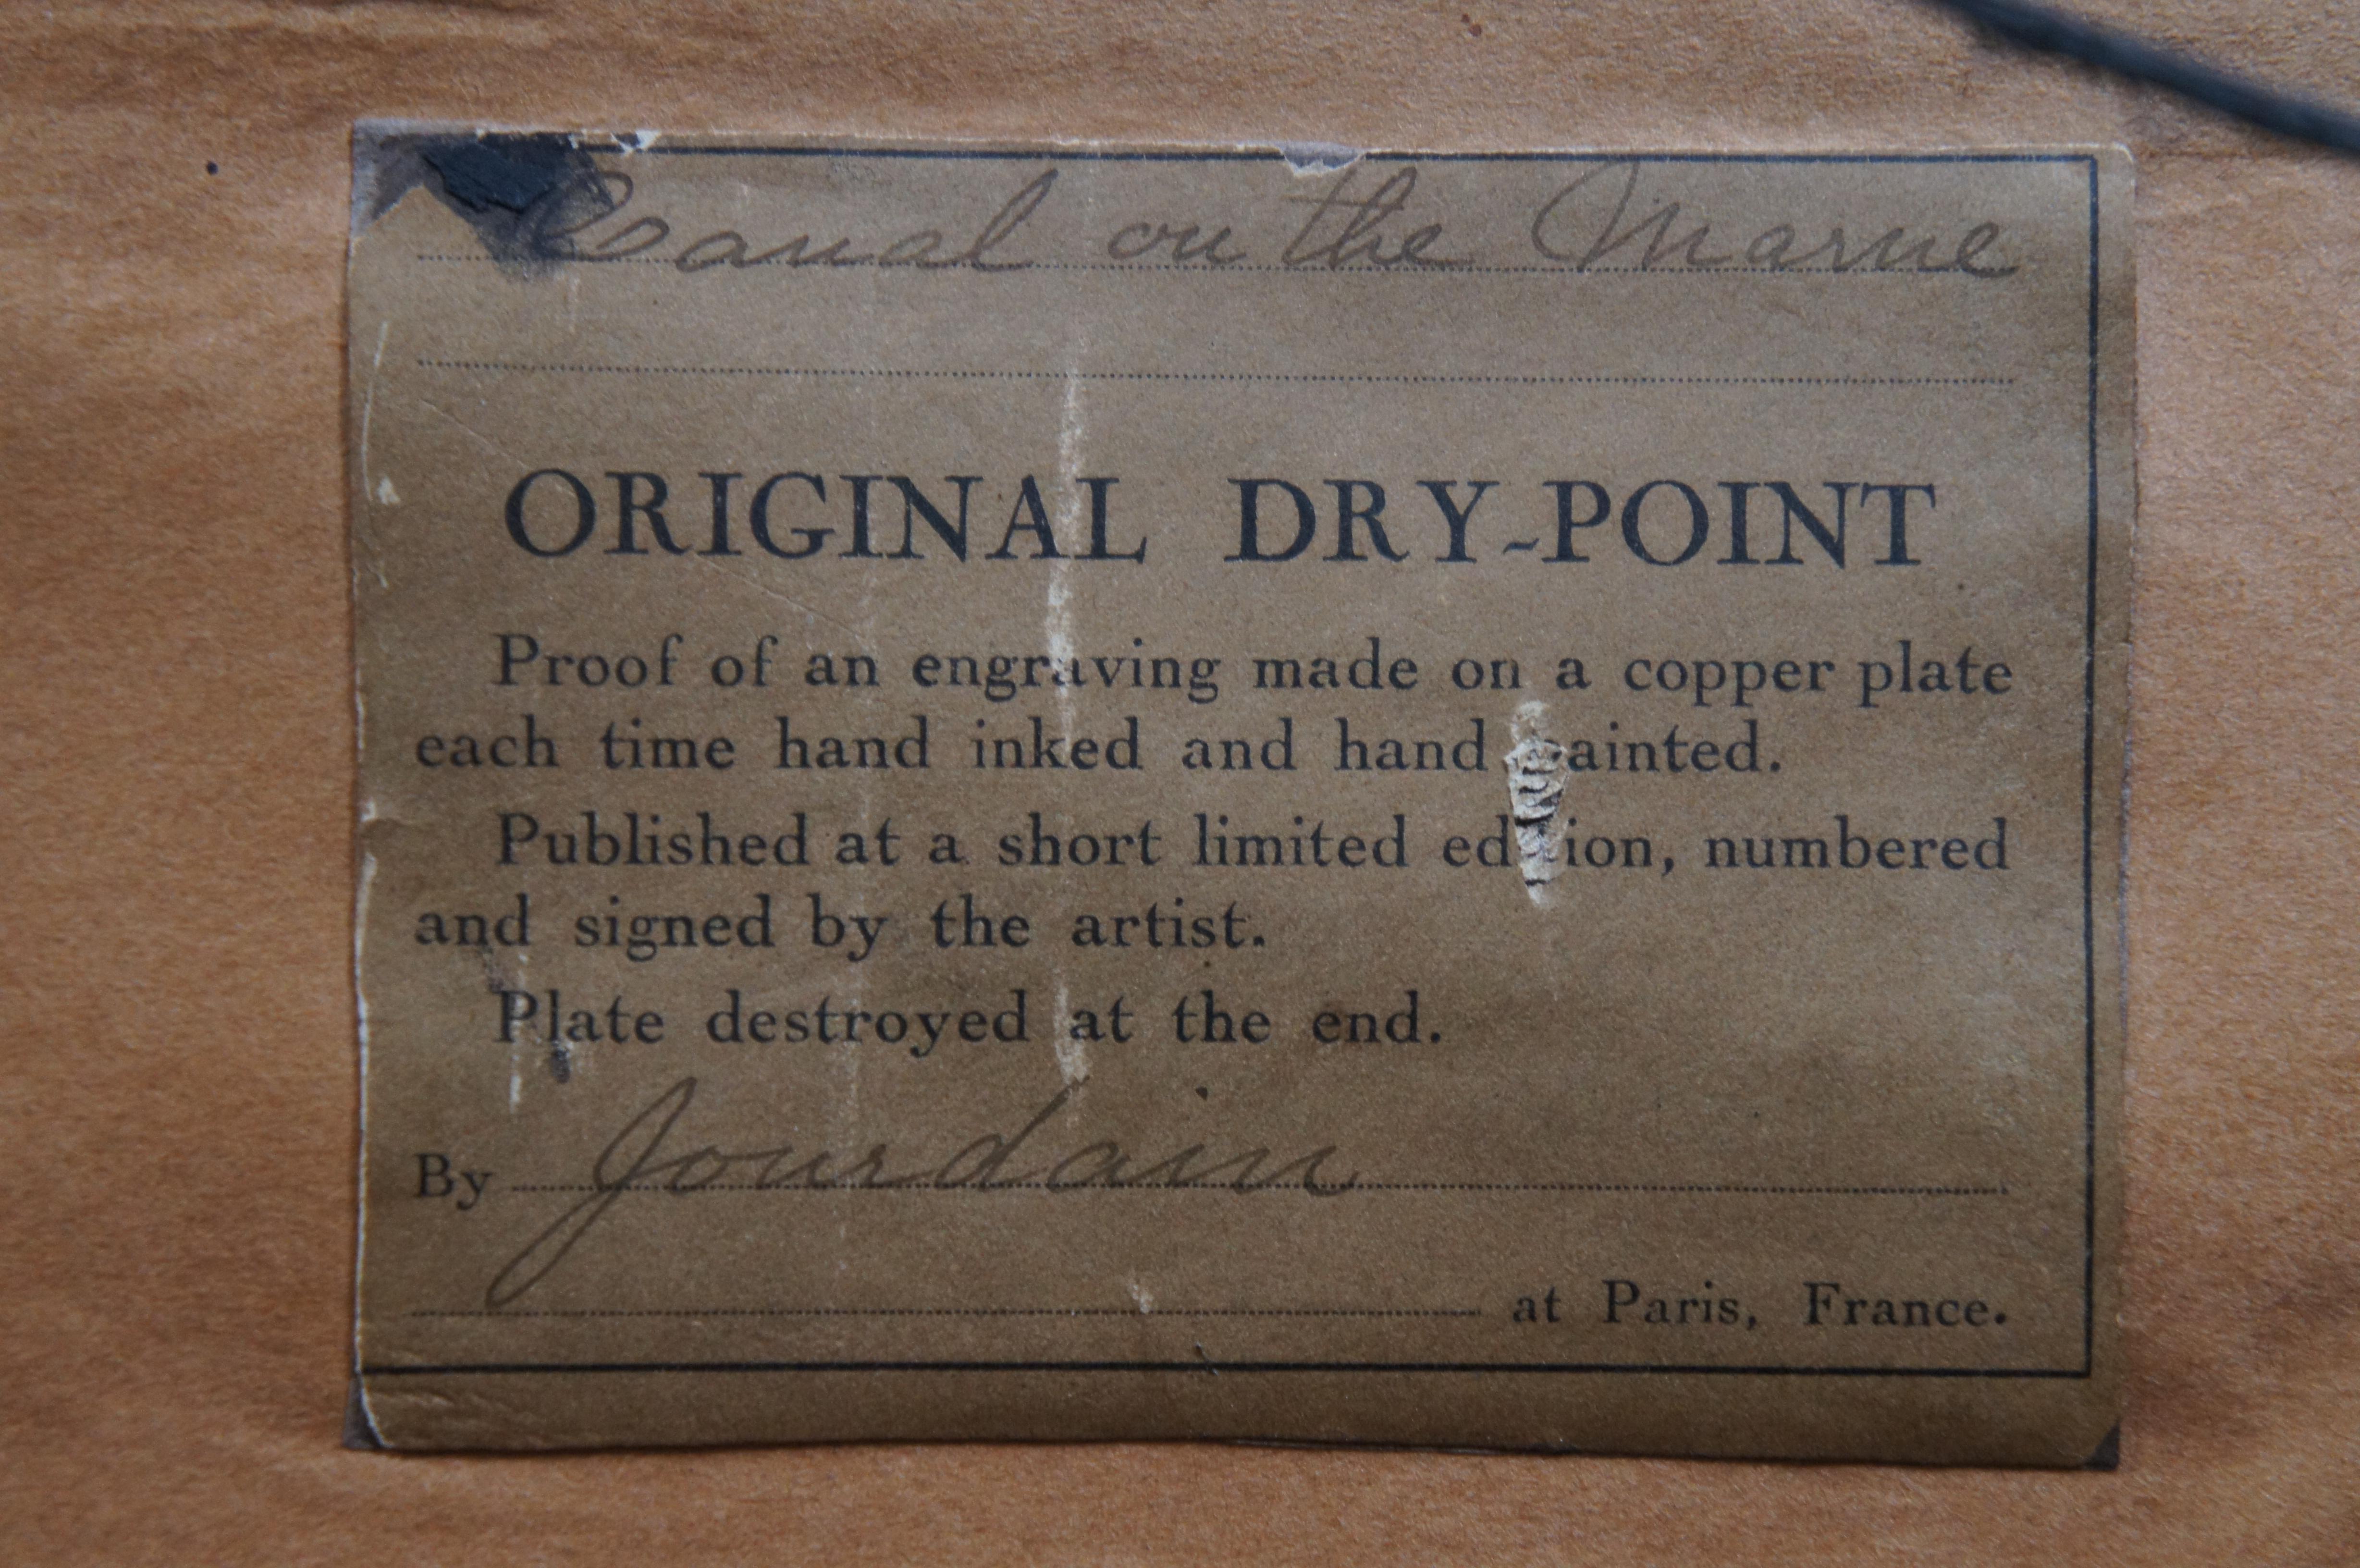 Canal on the Marne
ORIGINAL DRY-POINT
Proof of an engraving made on a copper plate
each time hand inked and hand ainted.
Published at a short limited edition, numbered
and signed by the artist.
Plate destroyed at the end.
By Jourdain
at Paris, France.